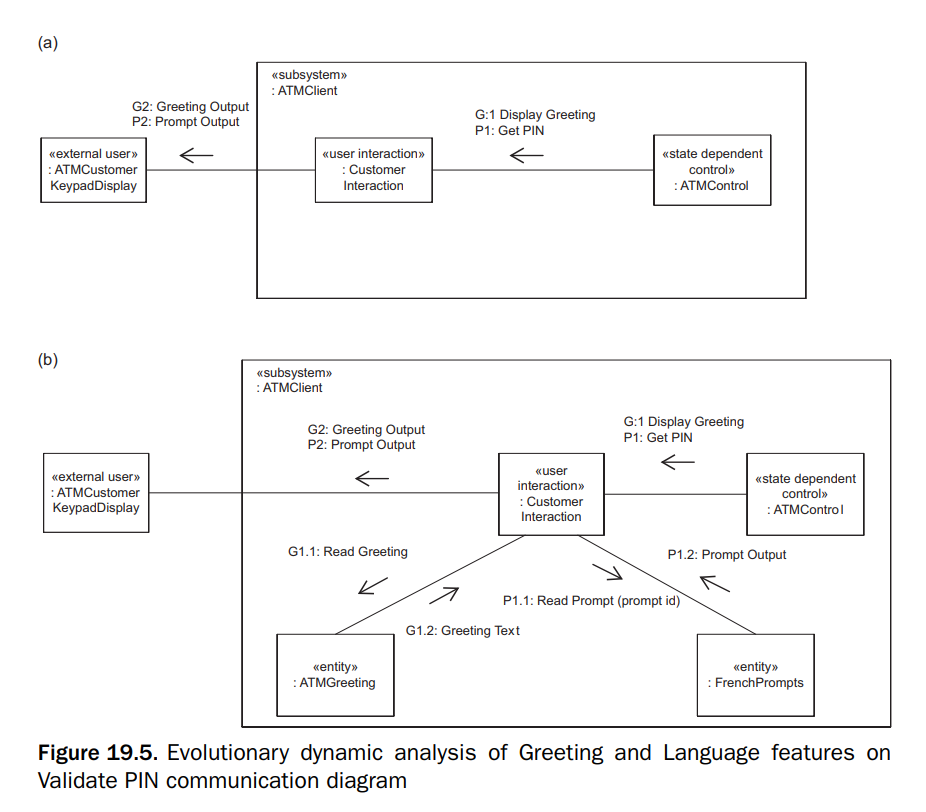 (a)
«subsystem»
: ATMClient
G2: Greeting Output
P2: Prompt Output
G:1 Display Greeting
P1: Get PIN
«external user»
: ATMCustomer
KeypadDisplay
«user interaction»
: Customer
Interaction
«state dependent
control»
: ATMControl
(b)
«subsystem»
: ATMClient
G2: Greeting Output
P2: Prompt Output
G:1 Display Greeting
P1: Get PIN
«external user»
: ATMCustomer
KeypadDisplay
«user
interaction»
: Customer
Interaction
«state dependent
control»
: ATMControl
G1.1: Read Greeting
P1.2: Prompt Output
P1.1: Read Prompt (prompt id)
G1.2: Greeting Text
«entity»
: ATMGreeting
«entity»
: FrenchPrompts
Figure 19.5. Evolutionary dynamic analysis of Greeting and Language features on
Validate PIN communication diagram